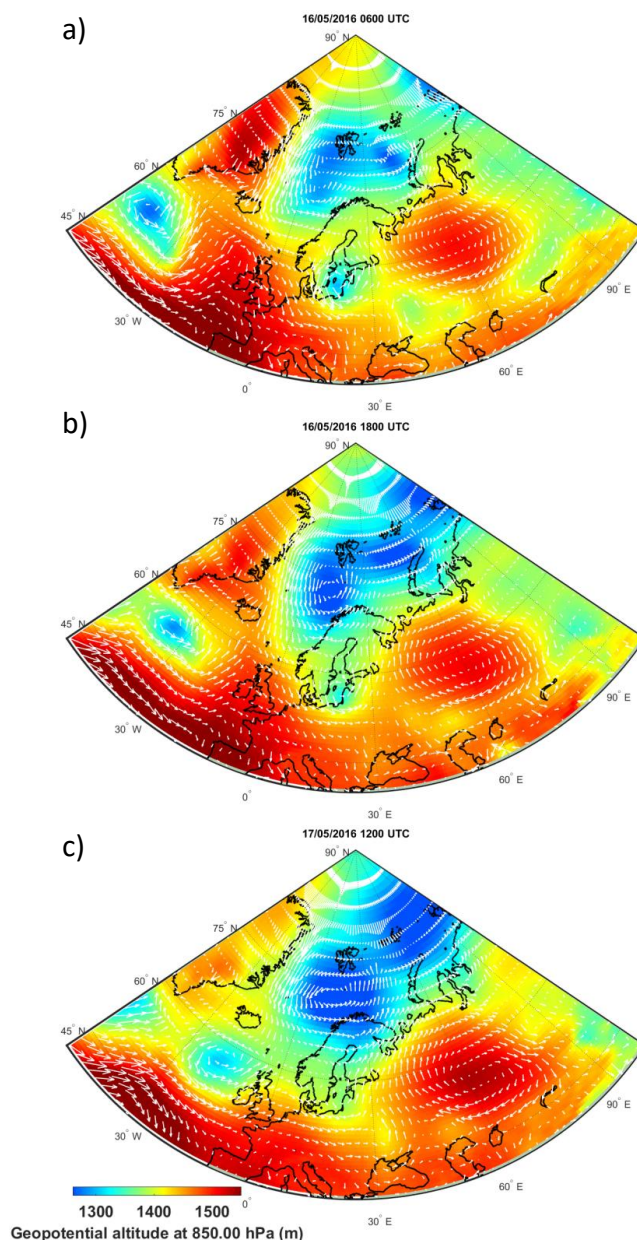 a)
16/05/2016 0600 UTC
90° N
75° N
60° N
45° N
30° W
0°
30° E
60° E
90° E
b)
16/05/2016 1800 UTC
90° N
75° N
60° N
45° N
30° W
0°
30° E
60° E
90° E
c)
17/05/2016 1200 UTC
90° N
75° N
60° N
45° N
30° W
0°
30° E
60° E
90° E
1300 1400 1500
Geopotential altitude at 850.00 hPa (m)